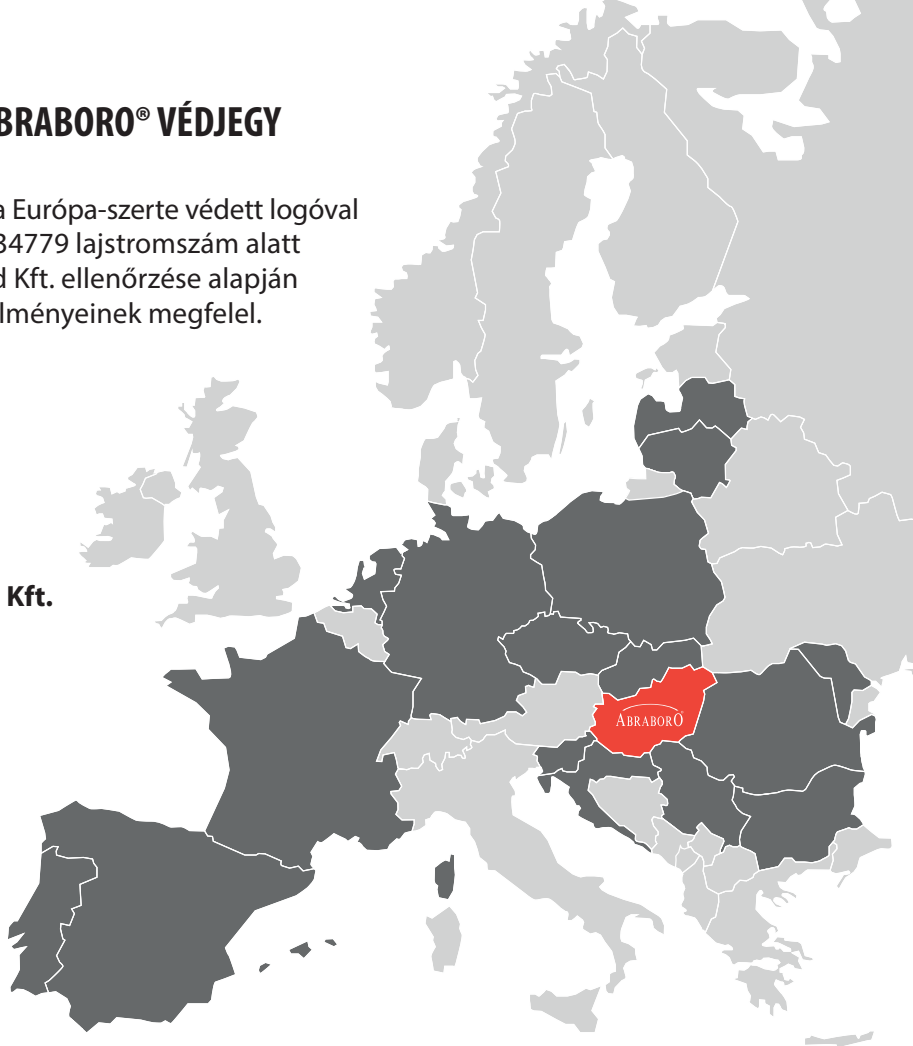 BRABORO® VÉDJEGY
a Európa-szerte védett logóval
34779 lajstromszám alatt
d Kft. ellenőrzése alapján
lményeinek megfelel.
Kft.
ABRABORO